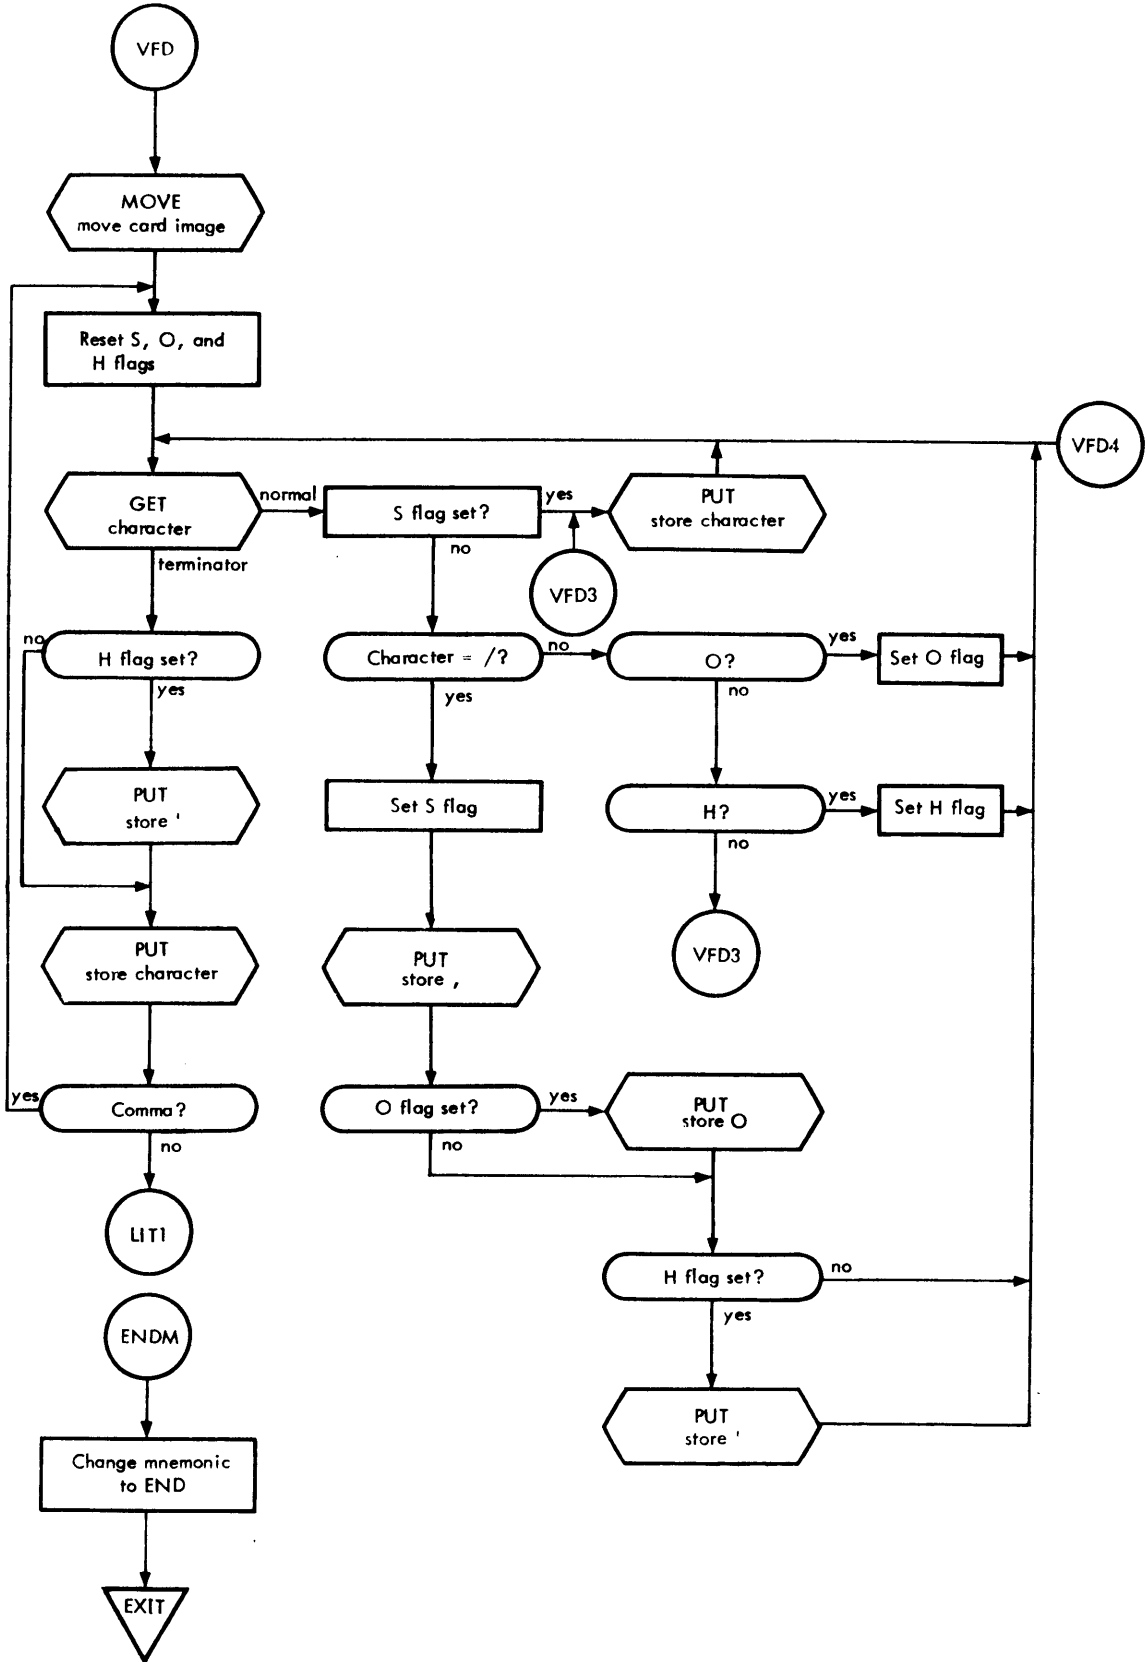 VFD
MOVE
move card image
Reset S, O, and
H flags
VFD4
GET
character
normal
S flag set?
yes
PUT
store character
terminator
no
VFD3
no
H flag set?
yes
Character = /?
no
yes
O?
yes
no
Set O flag
PUT
store '
Set S flag
H?
yes
no
Set H flag
PUT
store character
PUT
store ,
VFD3
yes
Comma?
no
O flag set?
yes
no
PUT
store O
LIT1
H flag set?
no
yes
ENDM
PUT
store '
Change mnemonic
to END
EXIT